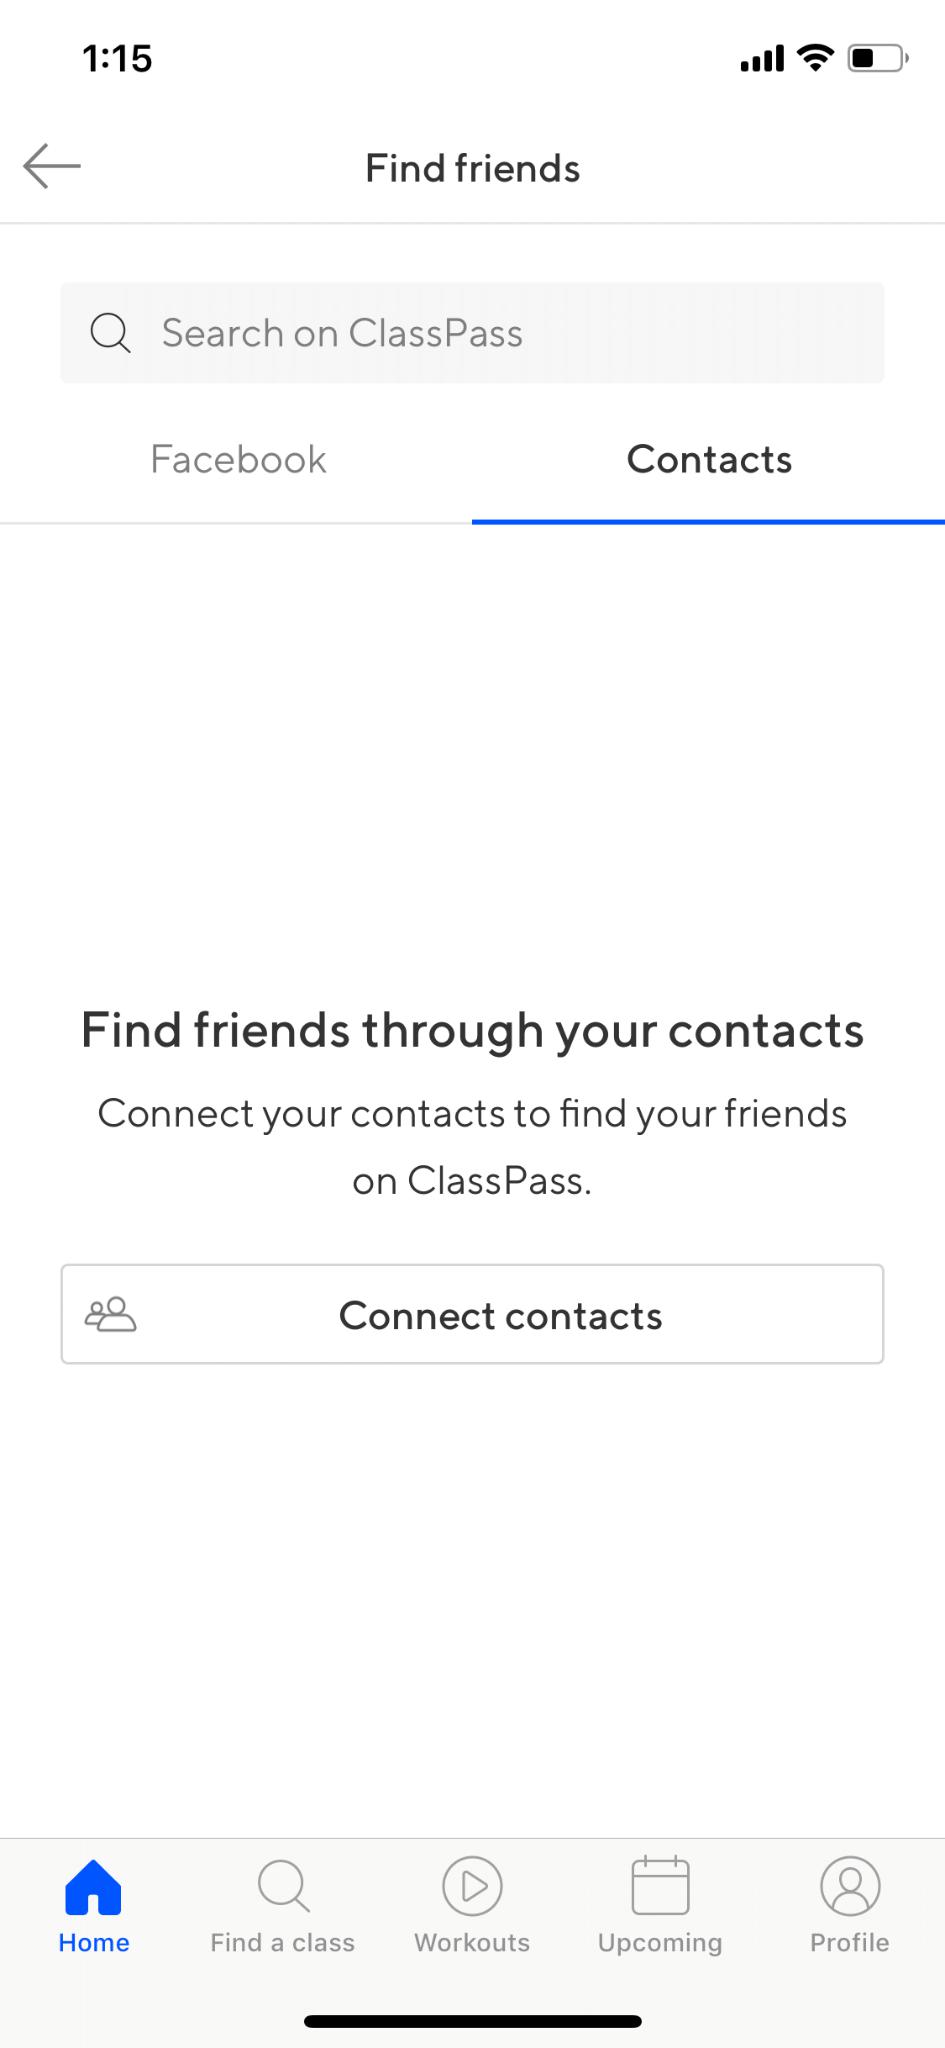 1:15
Find friends
Search on ClassPass
Facebook
Contacts
Find friends through your contacts
Connect your contacts to find your friends
on ClassPass.
Connect contacts
Home
Find a class
Workouts
Upcoming
Profile